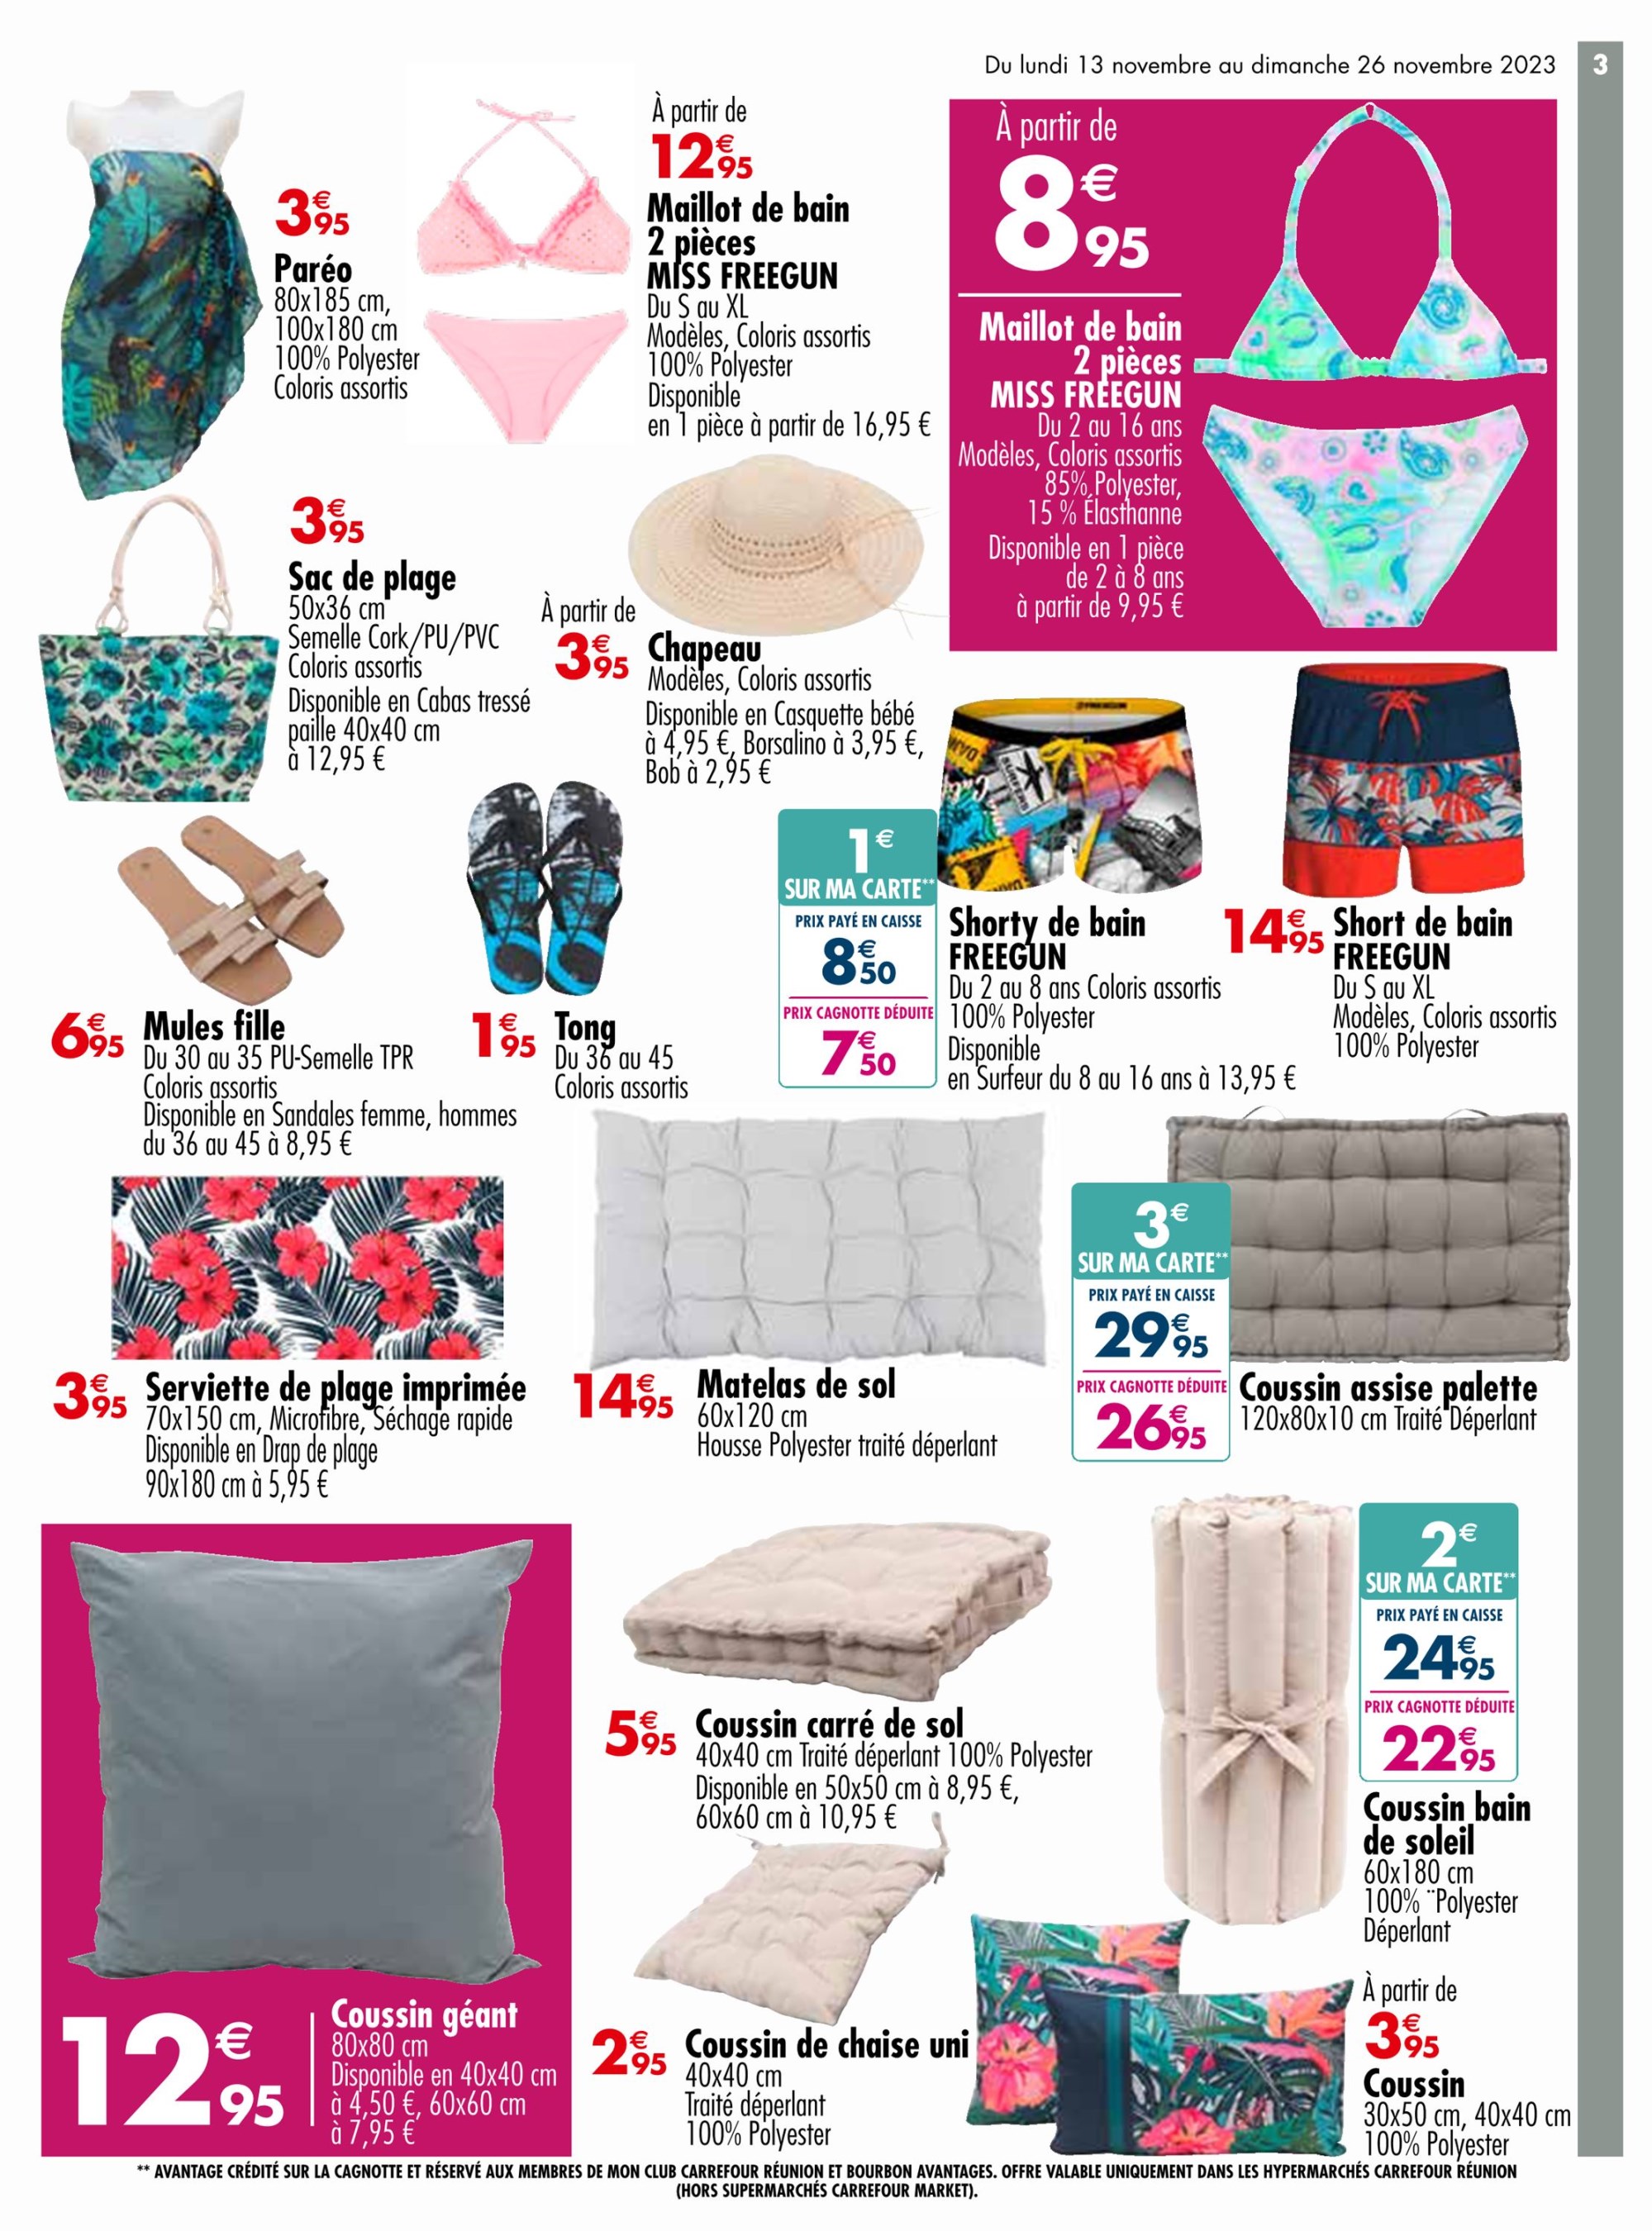 Du lundi 13 novembre au dimanche 26 novembre 2023
3
3€95
Paréo
80x185 cm,
100x180 cm
100% Polyester
Coloris assortis
À partir de
12€95
Maillot de bain
2 pièces
MISS FREEGUN
Du S au XL
Modèles, Coloris assortis
100% Polyester
Disponible
en 1 pièce à partir de 16,95 €
À partir de
8€95
Maillot de bain
2 pièces
MISS FREEGUN
Du 2 au 16 ans
Modèles, Coloris assortis
85% Polyester,
15 % Élasthanne
Disponible en 1 pièce
de 2 à 8 ans
à partir de 9,95 €
3€95
Sac de plage
50x36 cm
Semelle Cork/PU/PVC
Coloris assortis
Disponible en Cabas tressé
paille 40x40 cm
à 12,95 €
À partir de
3€95
Chapeau
Modèles, Coloris assortis
Disponible en Casquette bébé
à 4,95 €, Borsalino à 3,95 €,
Bob à 2,95 €
6€95
Mules fille
Du 30 au 35 PU-Semelle TPR
Coloris assortis
Disponible en Sandales femme, hommes
du 36 au 45 à 8,95 €
1€95
Tong
Du 36 au 45
Coloris assortis
1€
SUR MA CARTE**
PRIX PAYÉ EN CAISSE
8€50
PRIX CAGNOTTE DÉDUITE
7€50
Shorty de bain
FREEGUN
Du 2 au 8 ans Coloris assortis
100% Polyester
Disponible
en Surfeur du 8 au 16 ans à 13,95 €
14€95
Short de bain
FREEGUN
Du S au XL
Modèles, Coloris assortis
100% Polyester
3€95
Serviette de plage imprimée
70x150 cm, Microfibre, Séchage rapide
Disponible en Drap de plage
90x180 cm à 5,95 €
14€95
Matelas de sol
60x120 cm
Housse Polyester traité déperlant
3€
SUR MA CARTE**
PRIX PAYÉ EN CAISSE
29€95
PRIX CAGNOTTE DÉDUITE
26€95
Coussin assise palette
120x80x10 cm Traité Déperlant
12€95
Coussin géant
80x80 cm
Disponible en 40x40 cm
à 4,50 €, 60x60 cm
à 7,95 €
5€95
Coussin carré de sol
40x40 cm Traité déperlant 100% Polyester
Disponible en 50x50 cm à 8,95 €,
60x60 cm à 10,95 €
2€95
Coussin de chaise uni
40x40 cm
Traité déperlant
100% Polyester
2€
SUR MA CARTE**
PRIX PAYÉ EN CAISSE
24€95
PRIX CAGNOTTE DÉDUITE
22€95
Coussin bain
de soleil
60x180 cm
100% ¨Polyester
Déperlant
À partir de
3€95
Coussin
30x50 cm, 40x40 cm
100% Polyester
** AVANTAGE CRÉDITÉ SUR LA CAGNOTTE ET RÉSERVÉ AUX MEMBRES DE MON CLUB CARREFOUR RÉUNION ET BOURBON AVANTAGES. OFFRE VALABLE UNIQUEMENT DANS LES HYPERMARCHÉS CARREFOUR RÉUNION
(HORS SUPERMARCHÉS CARREFOUR MARKET).